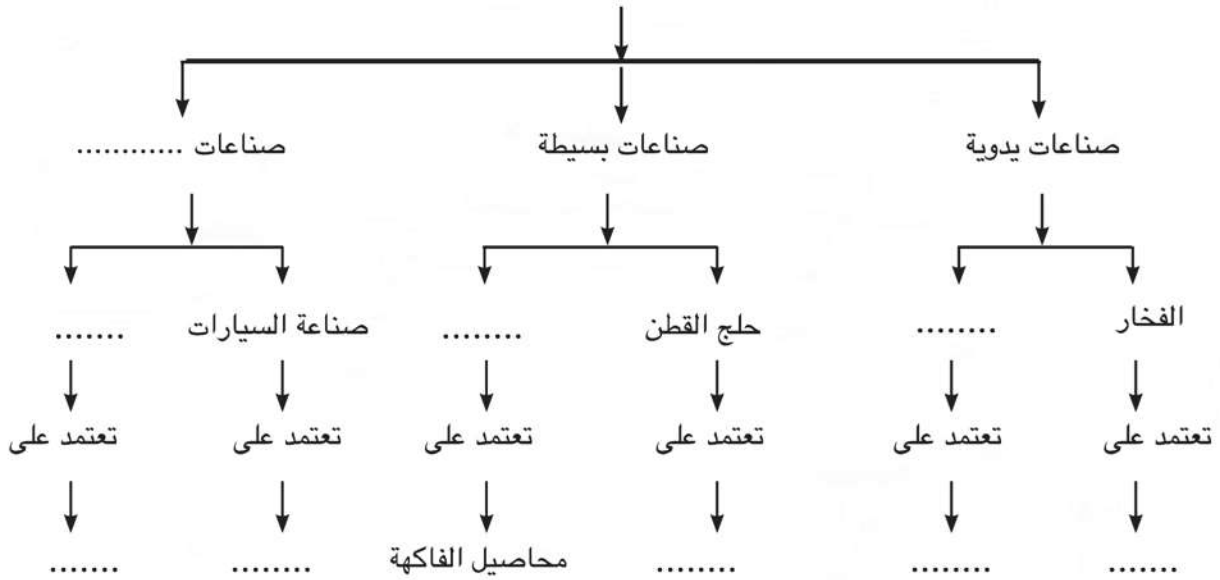 صناعات يدوية صناعات بسيطة صناعات ............
الفخار ........ حلج القطن ........ صناعة السيارات .......
تعتمد على تعتمد على تعتمد على تعتمد على تعتمد على تعتمد على
....... ........ ........ محاصيل الفاكهة ........ .......